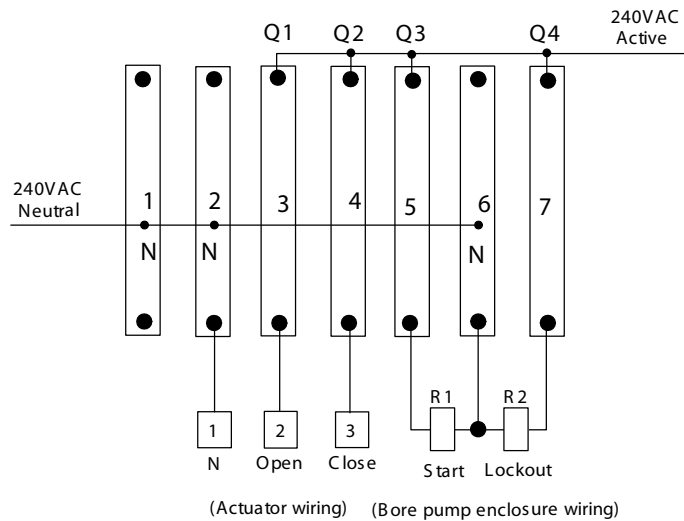 Q1 Q2 Q3 Q4
240VAC
Active
240VAC
Neutral
1 2 3 4 5 6 7
N N N
1 2 3
N Open Close
R1 R2
Start Lockout
(Actuator wiring) (Bore pump enclosure wiring)